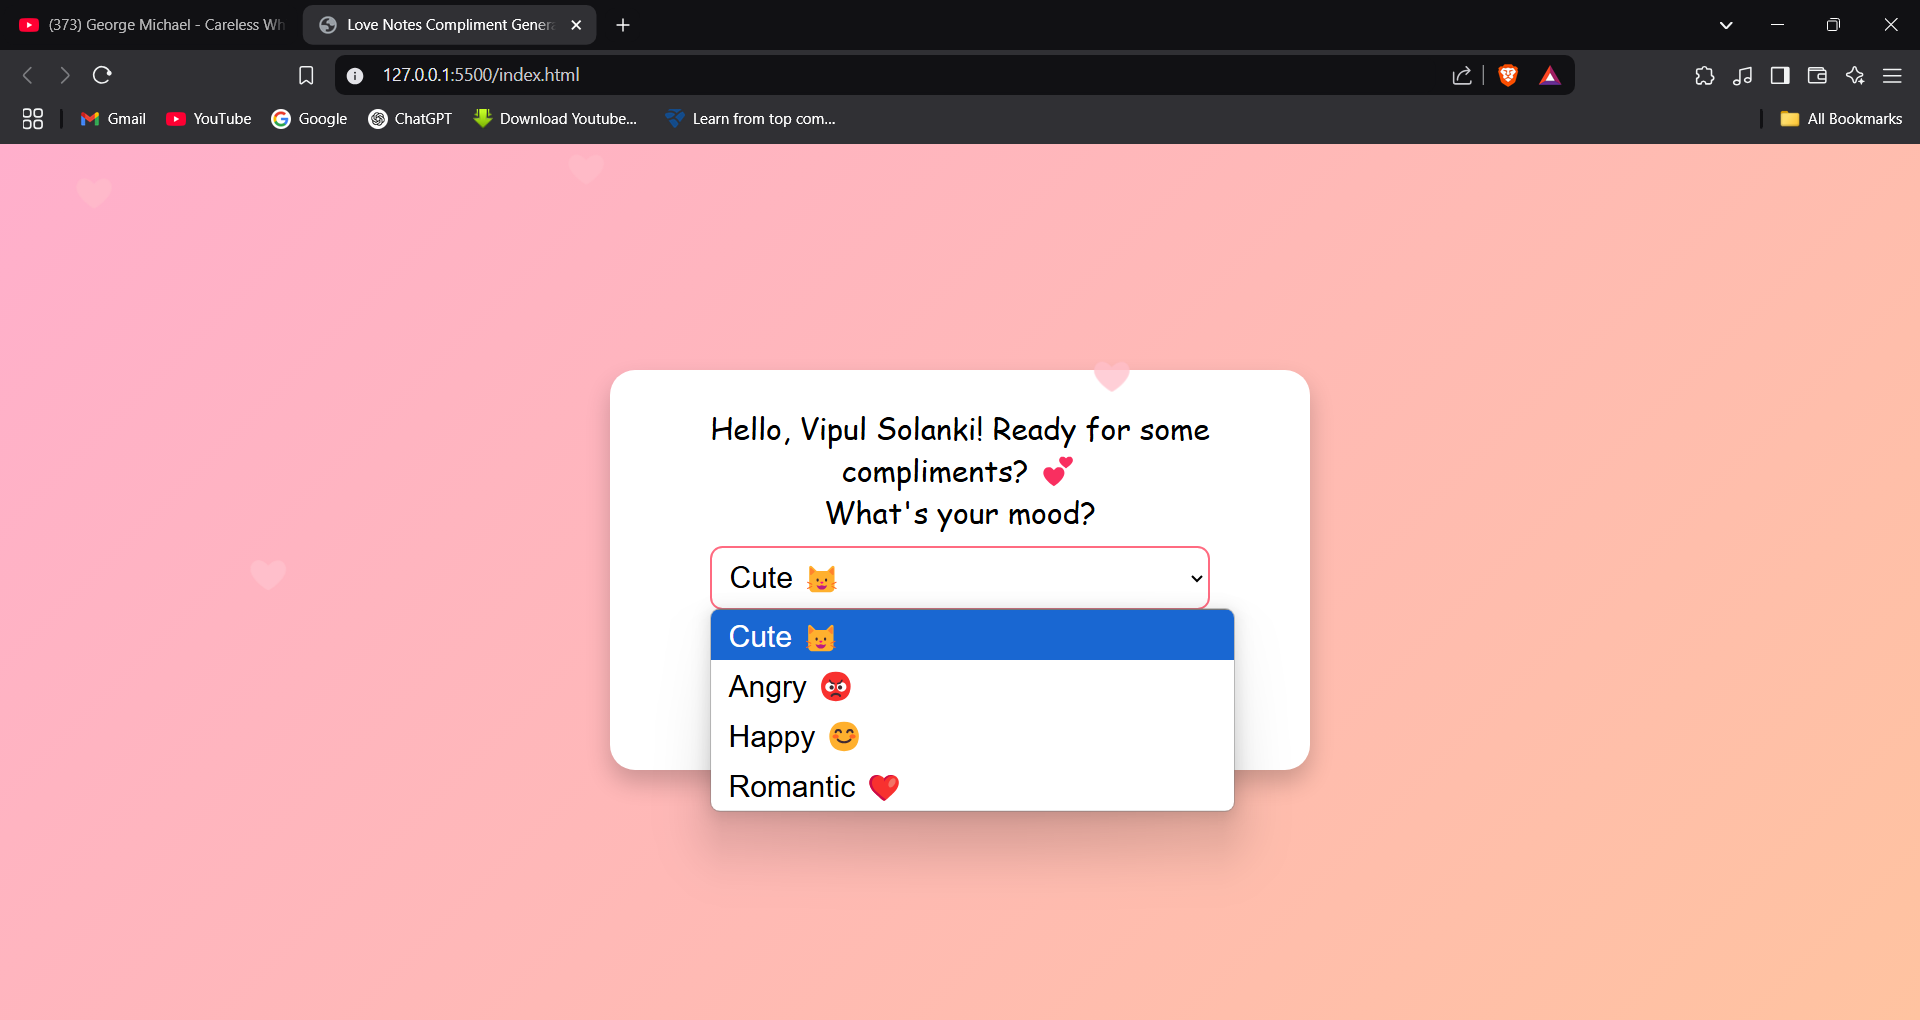 (373) George Michael - Careless Wh
Love Notes Compliment Gener
127.0.0.1:5500/index.html
Gmail
YouTube
Google
ChatGPT
Download Youtube...
Learn from top com...
All Bookmarks
Hello, Vipul Solanki! Ready for some
compliments? 💕
What's your mood?
Cute 😺
Cute 😺
Angry 😡
Happy 😊
Romantic ❤️